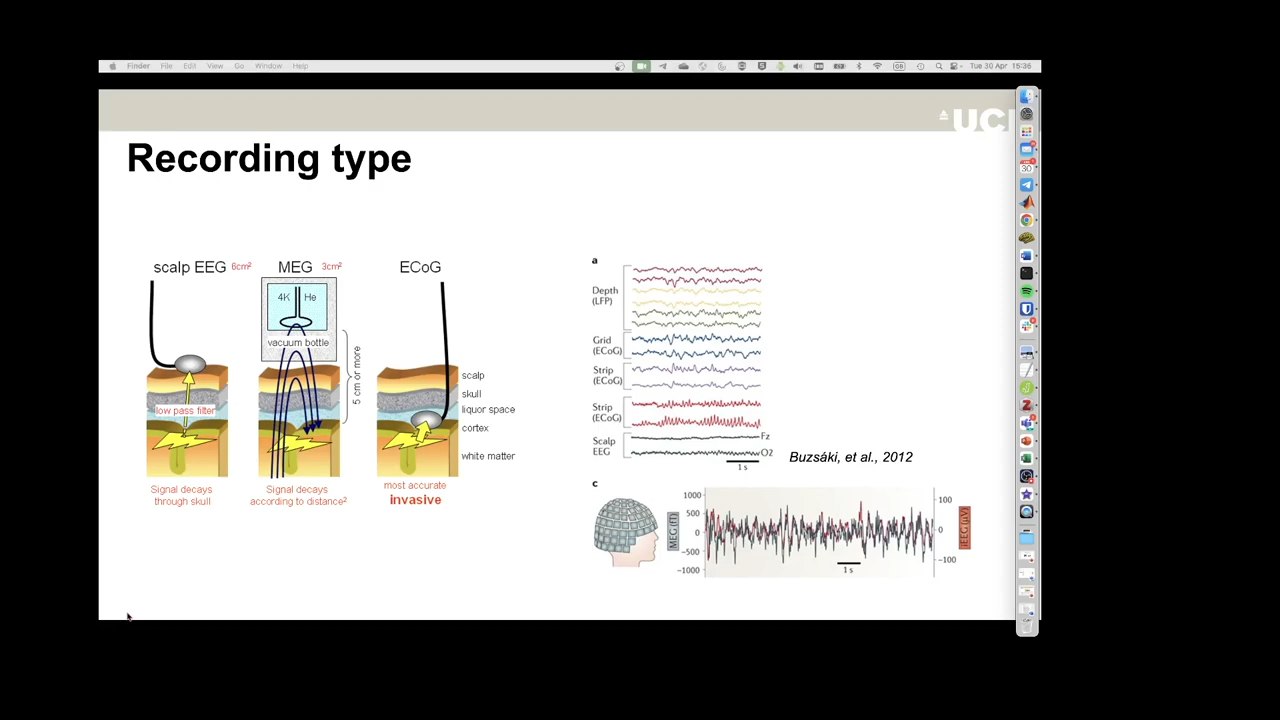 Finder File Edit View Go Window Help
GB
Tue 30 Apr 15:36
UCL
Recording type
scalp EEG 6cm²
MEG 3cm²
ECoG
4K He
vacuum bottle
5 cm or more
low pass filter
scalp
skull
liquor space
cortex
white matter
Signal decays
through skull
Signal decays
according to distance²
most accurate
invasive
a
Depth
(LFP)
Grid
(ECoG)
Strip
(ECoG)
Strip
(ECoG)
Scalp
EEG
Fz
O2
1 s
Buzsáki, et al., 2012
c
MEG (fT)
1000
500
0
−500
−1000
1 s
100
0
−100
30